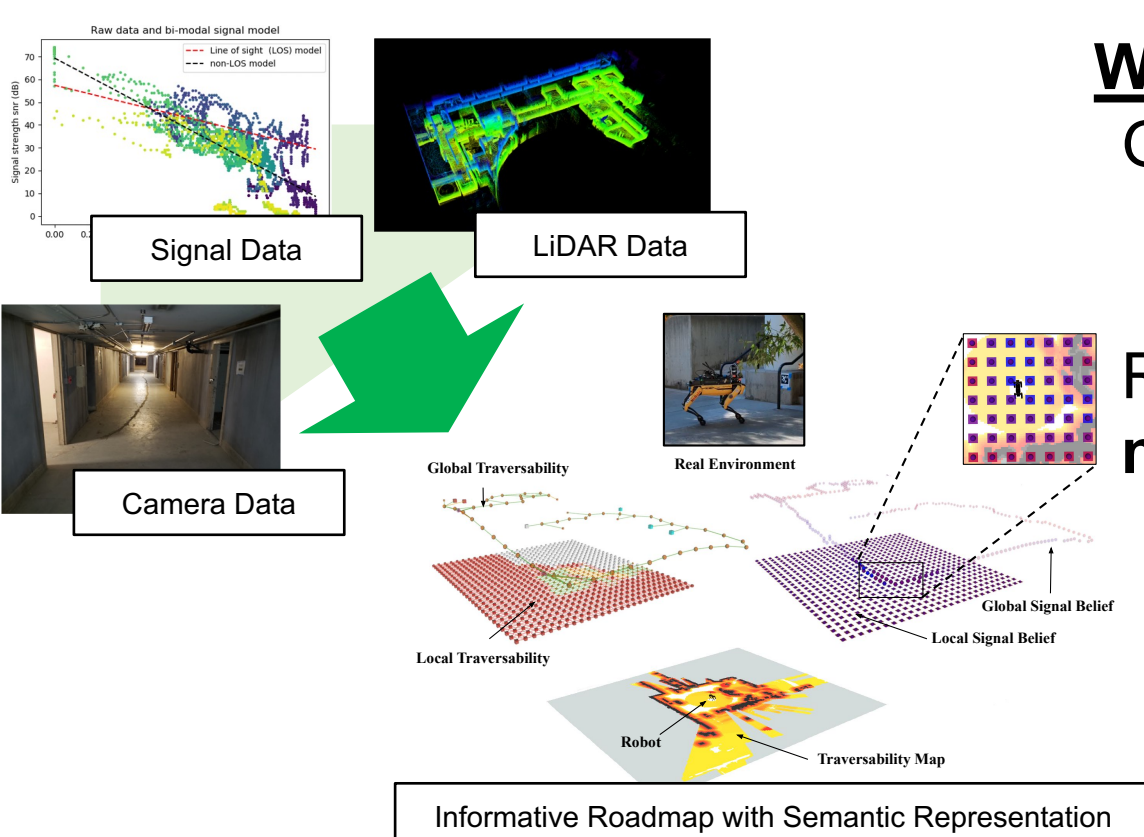 Raw data and bi-modal signal model
Line of sight (LOS) model
non-LOS model
Signal strength snr (dB)
70
60
50
40
30
20
10
0
0.00
Signal Data
LiDAR Data
Camera Data
Real Environment
Global Traversability
Local Traversability
Global Signal Belief
Local Signal Belief
Robot
Traversability Map
Informative Roadmap with Semantic Representation